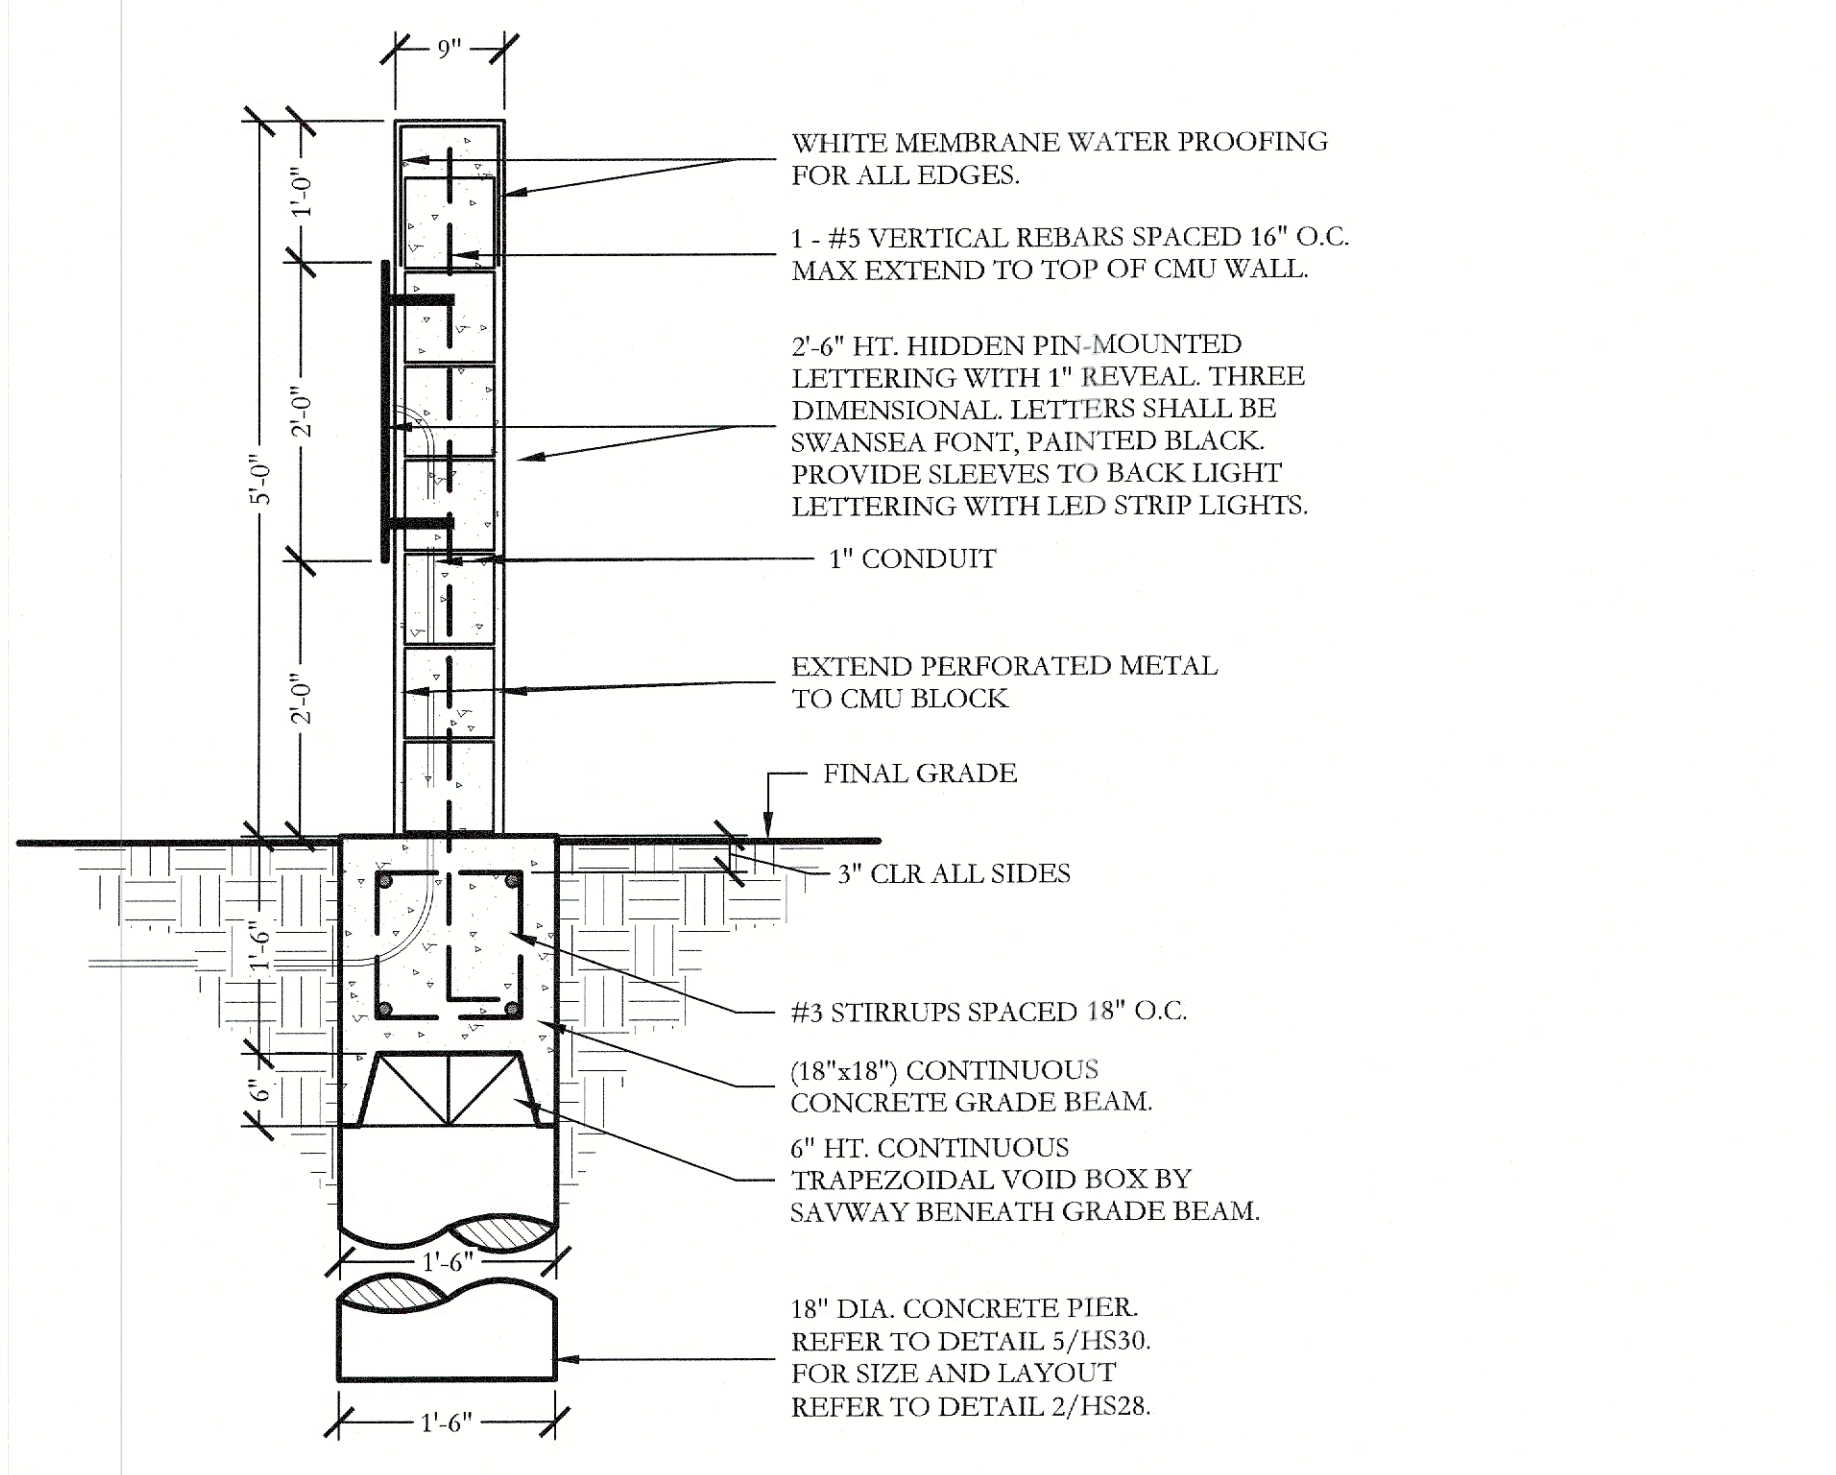 9"
WHITE MEMBRANE WATER PROOFING
FOR ALL EDGES.
1'-0"
1 - #5 VERTICAL REBARS SPACED 16" O.C.
MAX EXTEND TO TOP OF CMU WALL.
2'-6" HT. HIDDEN PIN-MOUNTED
LETTERING WITH 1" REVEAL. THREE
DIMENSIONAL. LETTERS SHALL BE
SWANSEA FONT, PAINTED BLACK.
PROVIDE SLEEVES TO BACK LIGHT
LETTERING WITH LED STRIP LIGHTS.
2'-0"
5'-0"
1" CONDUIT
EXTEND PERFORATED METAL
TO CMU BLOCK
2'-0"
FINAL GRADE
3" CLR ALL SIDES
1'-6"
#3 STIRRUPS SPACED 18" O.C.
(18"x18") CONTINUOUS
CONCRETE GRADE BEAM.
6"
6" HT. CONTINUOUS
TRAPEZOIDAL VOID BOX BY
SAVWAY BENEATH GRADE BEAM.
1'-6"
18" DIA. CONCRETE PIER.
REFER TO DETAIL 5/HS30.
FOR SIZE AND LAYOUT
REFER TO DETAIL 2/HS28.
1'-6"